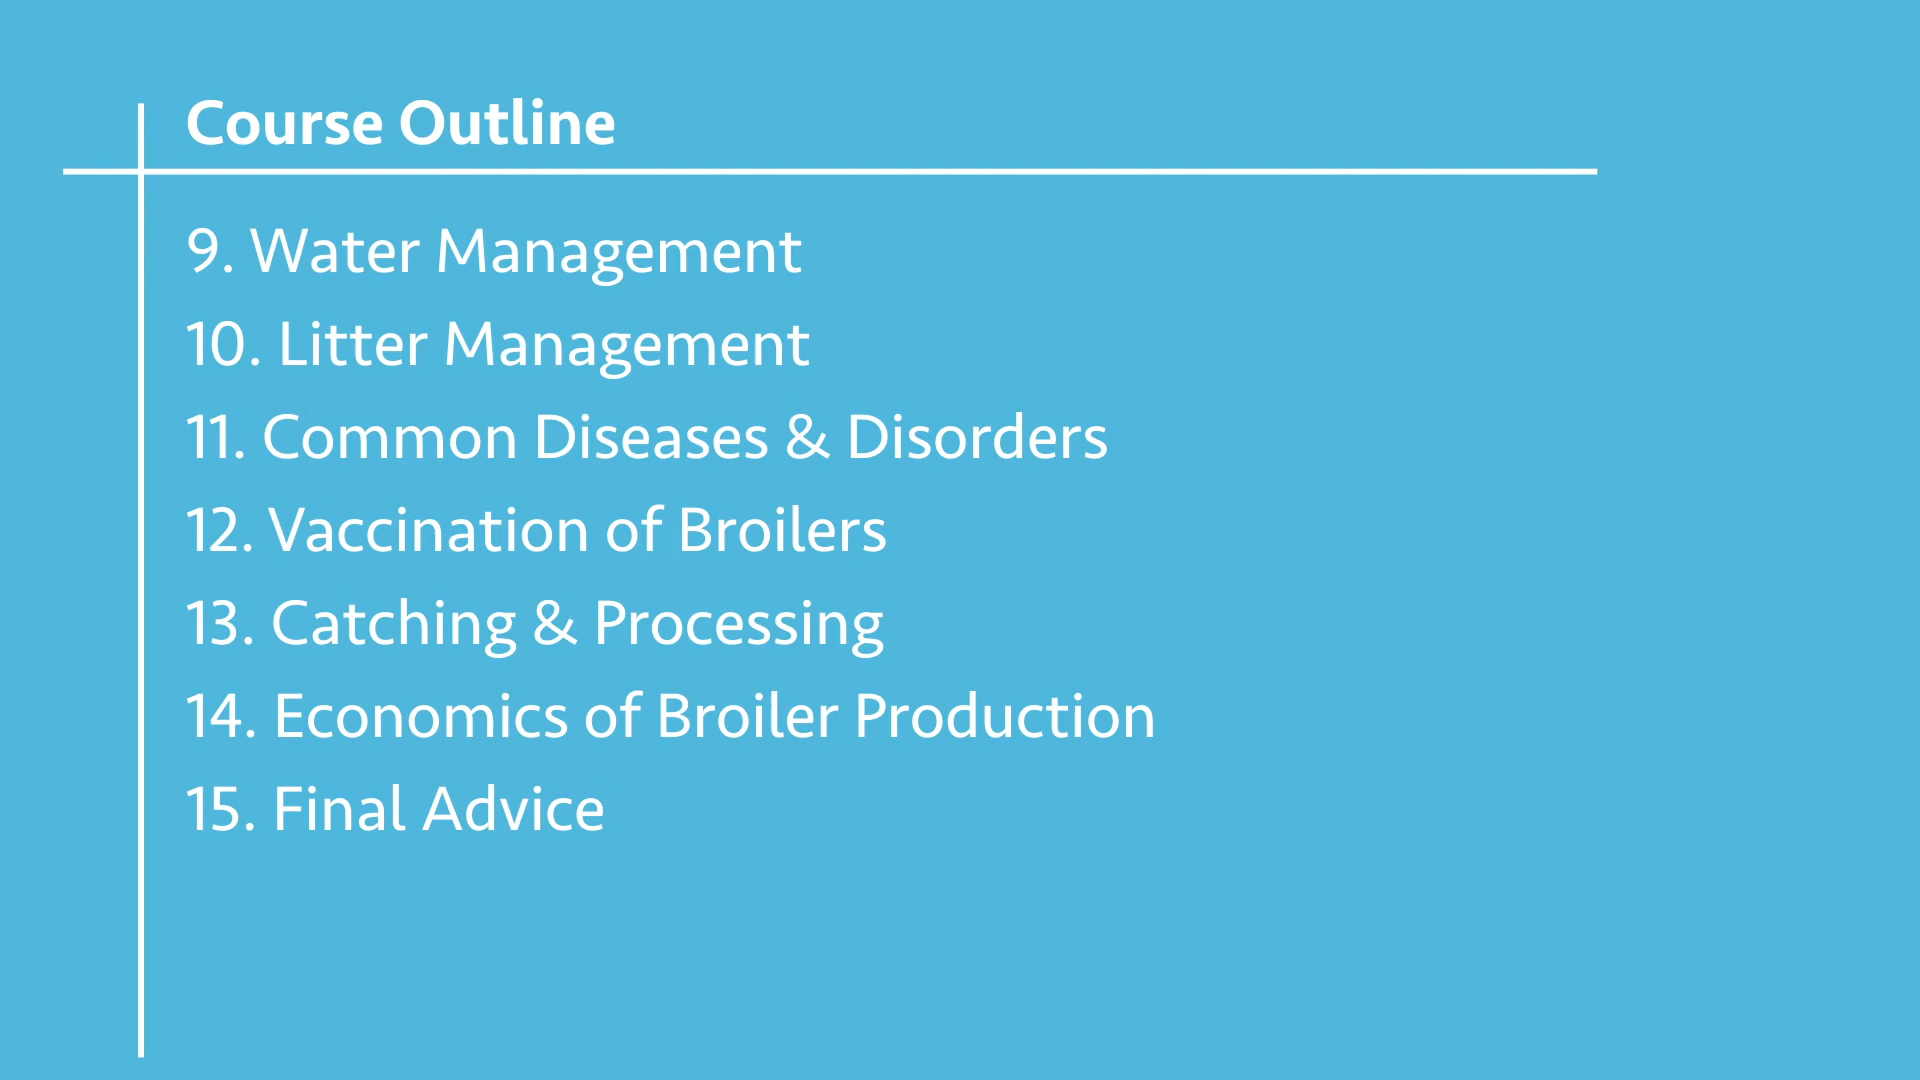 Course Outline
9. Water Management
10. Litter Management
11. Common Diseases & Disorders
12. Vaccination of Broilers
13. Catching & Processing
14. Economics of Broiler Production
15. Final Advice